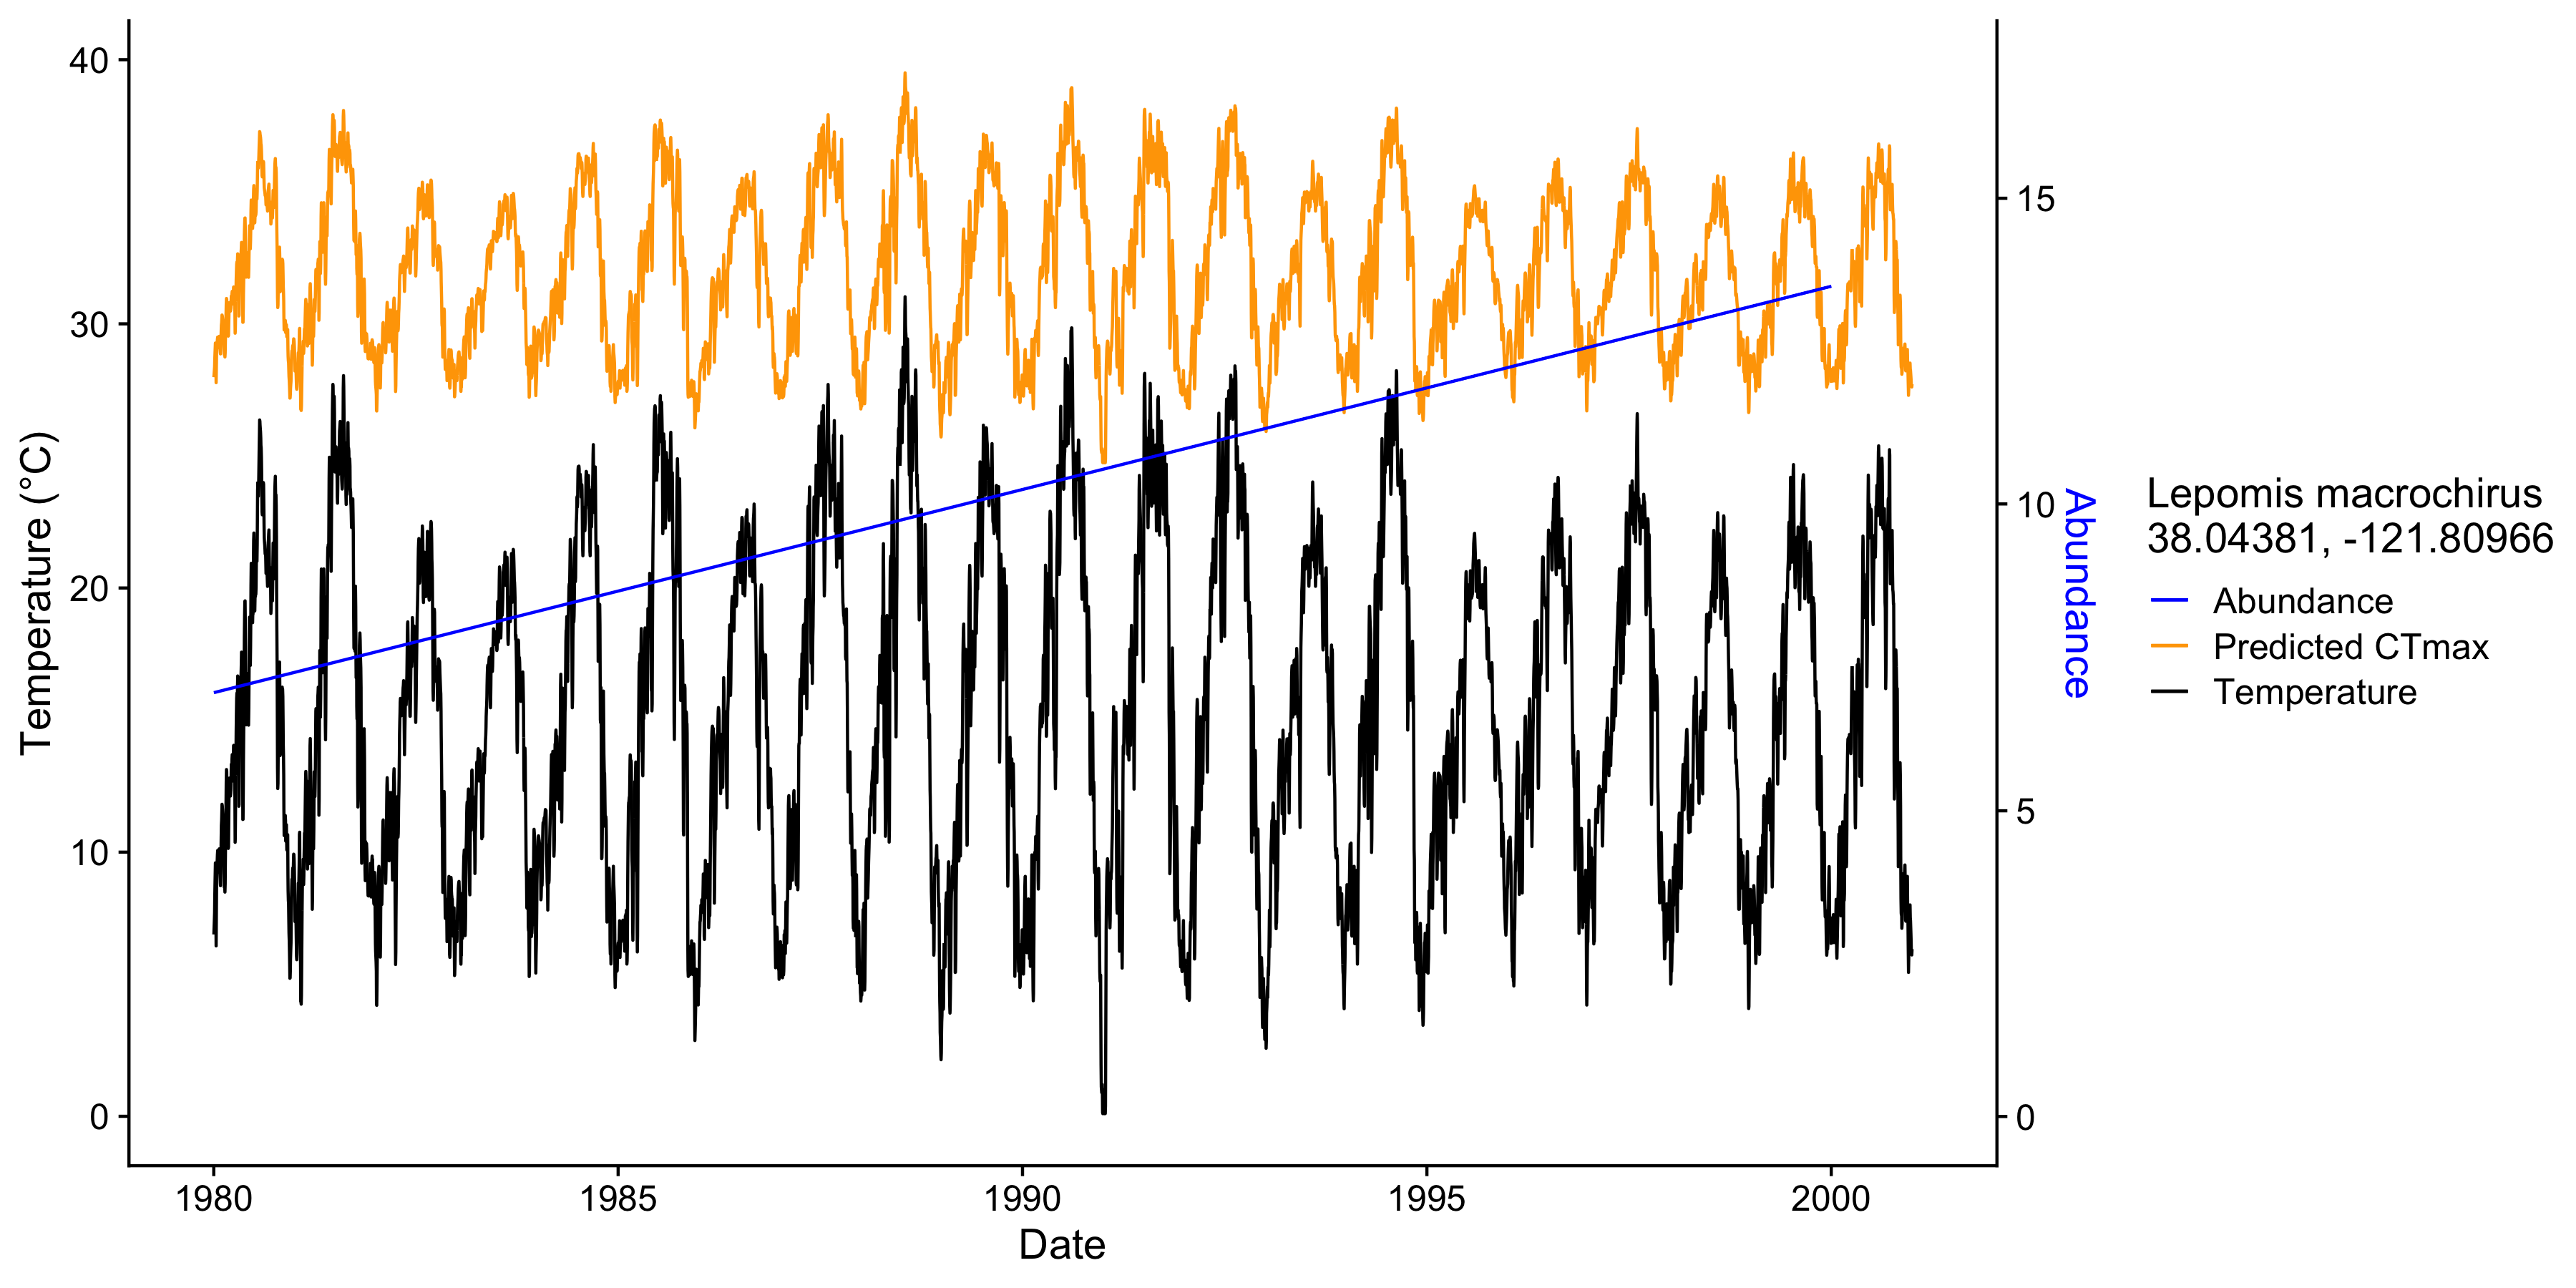 40
30
20
10
0
Temperature (°C)
1980
1985
1990
1995
2000
Date
15
10
5
0
Abundance
Lepomis macrochirus
38.04381, -121.80966
Abundance
Predicted CTmax
Temperature